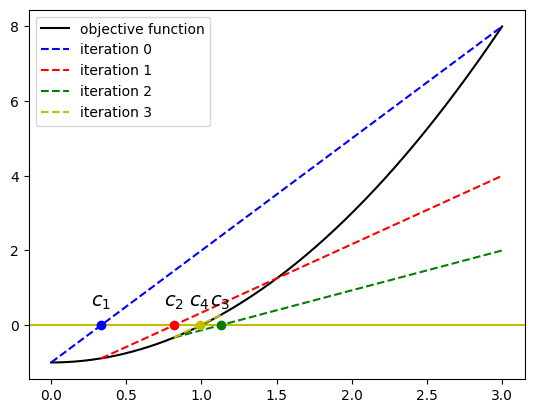 8
6
4
2
0
objective function
iteration 0
iteration 1
iteration 2
iteration 3
c₁
c₂
c₄
c₃
0.0 0.5 1.0 1.5 2.0 2.5 3.0